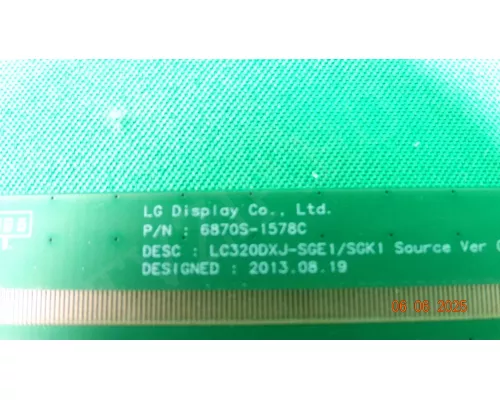 LG Display Co., Ltd.
P/N : 6870S-1578C
DESC : LC320DXJ-SGE1/SGK1 Source Ver
DESIGNED : 2013.08.19
06 06 2025